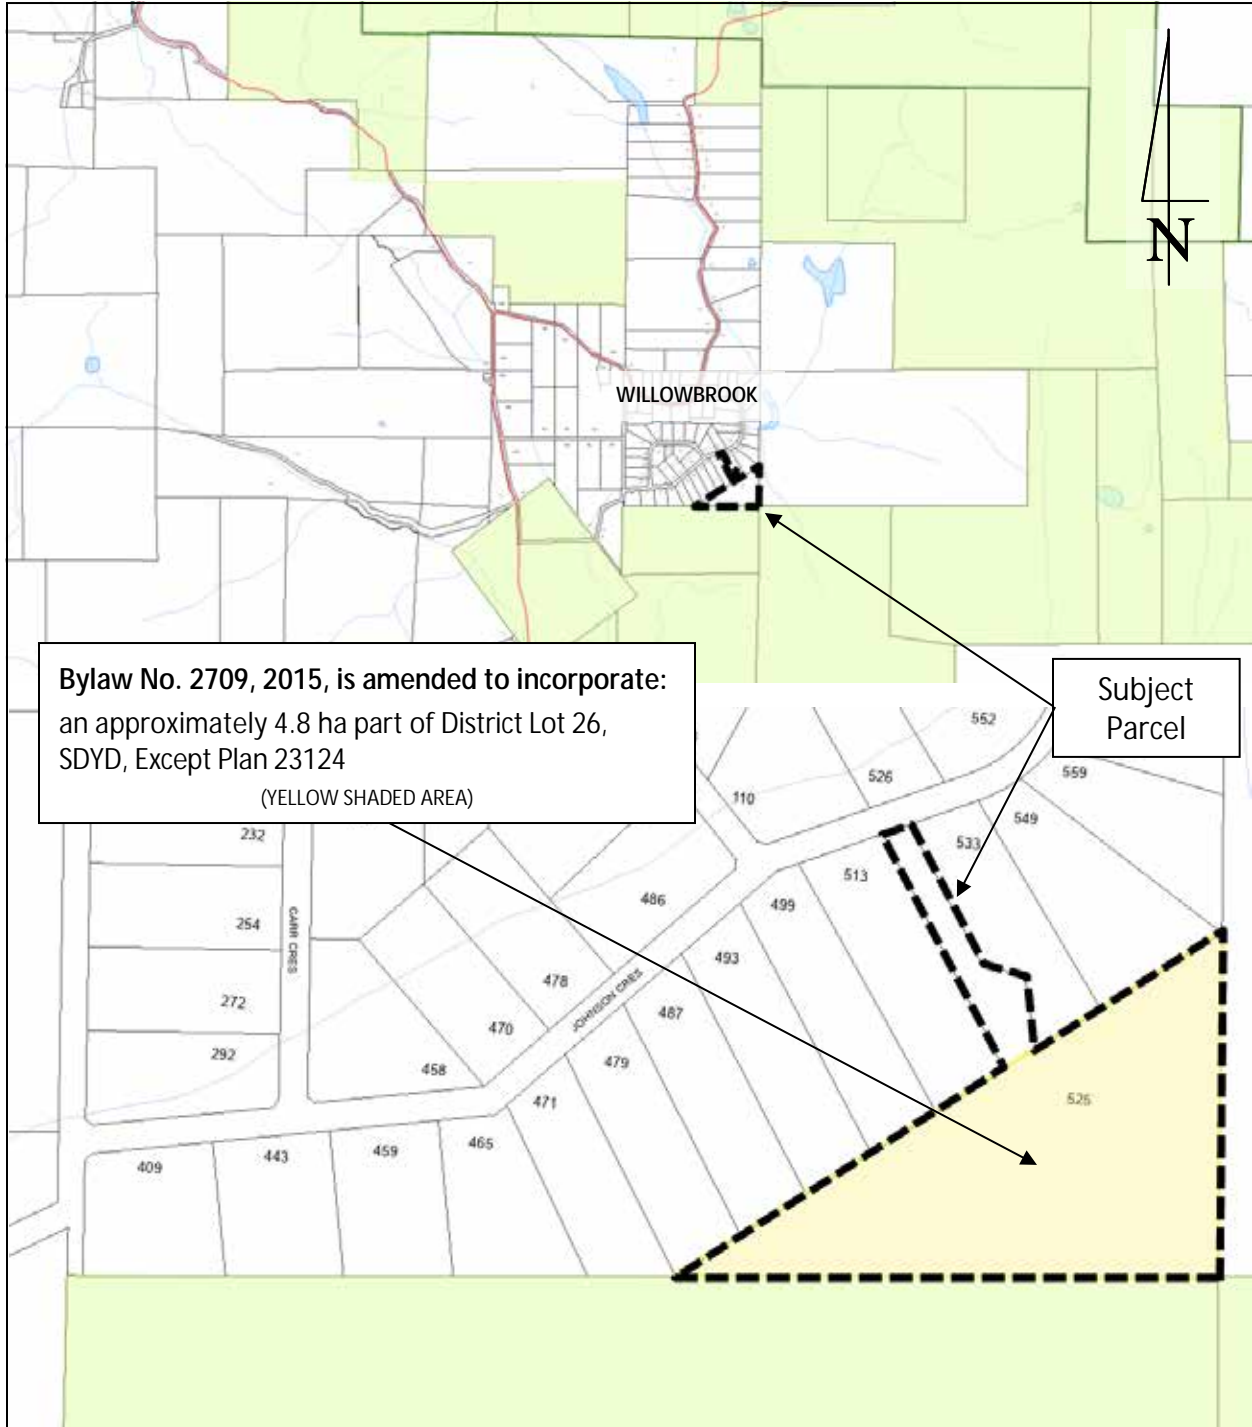 N
WILLOWBROOK
Bylaw No. 2709, 2015, is amended to incorporate:
an approximately 4.8 ha part of District Lot 26,
SDYD, Except Plan 23124
(YELLOW SHADED AREA)
Subject
Parcel
552
526
559
110
549
533
513
232
486
499
254
CARR CRES
493
478
JOHNSON CRES
272
487
470
292
479
458
525
471
465
459
443
409